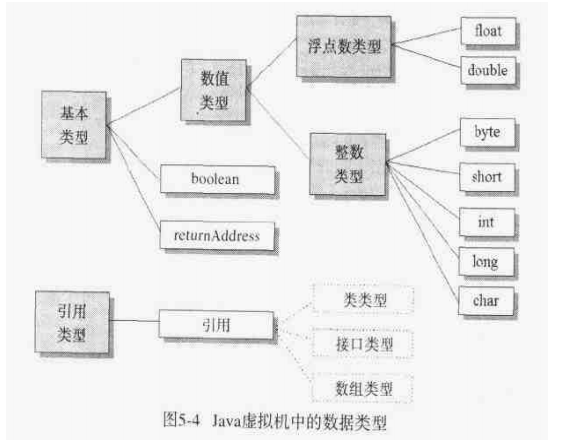 基本
类型
数值
类型
浮点数类型
float
double
boolean
returnAddress
整数
类型
byte
short
int
long
char
引用
类型
引用
类类型
接口类型
数组类型
图5-4 Java虚拟机中的数据类型